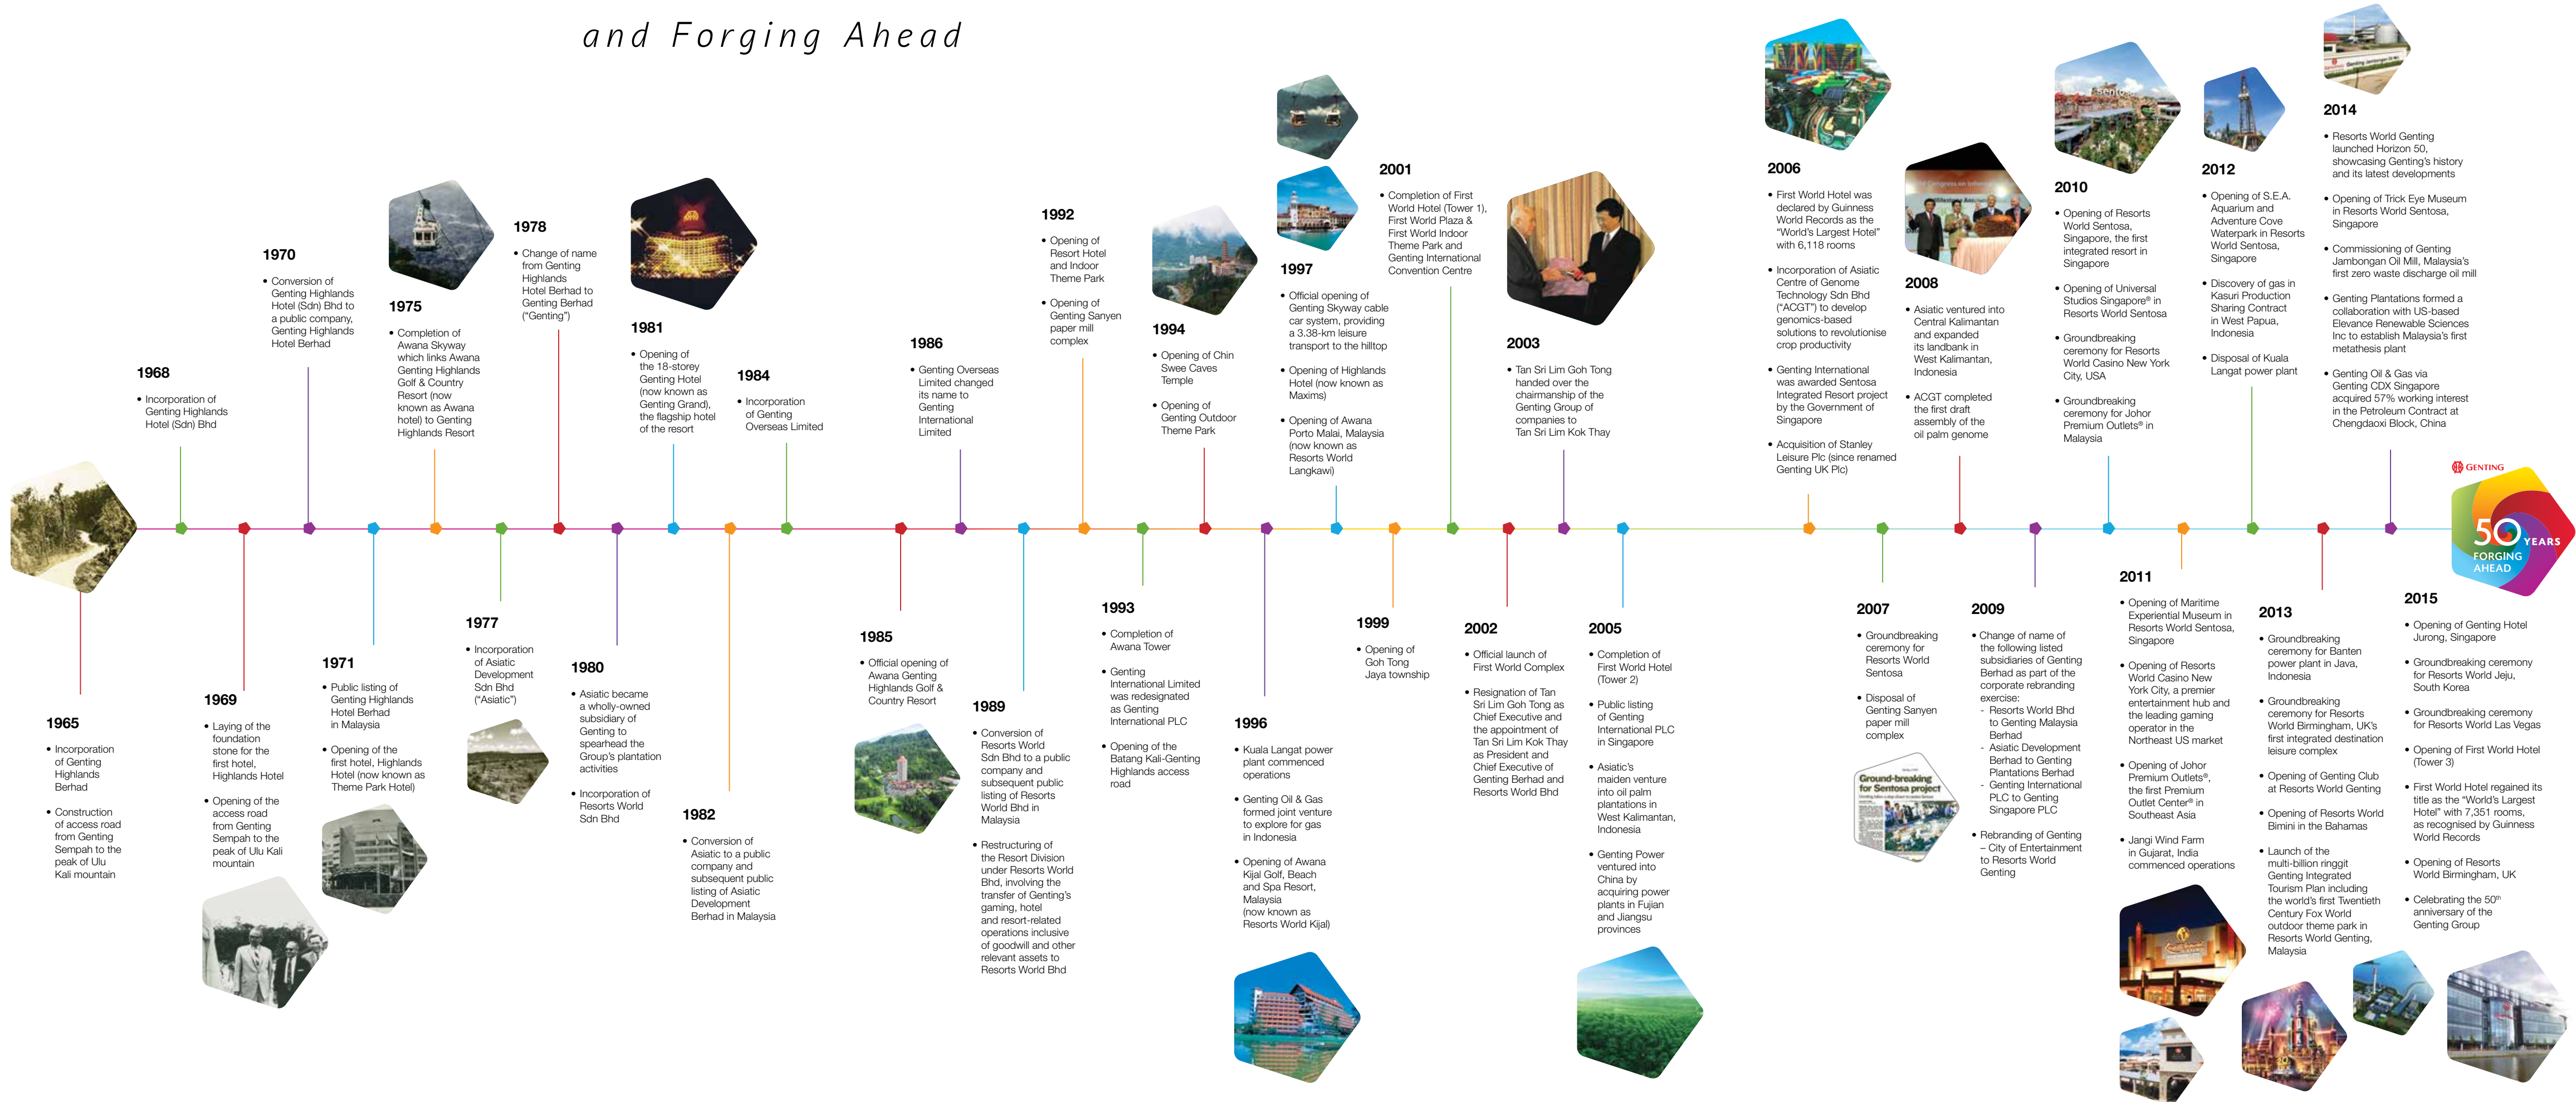 and Forging Ahead
1965
• Incorporation
of Genting
Highlands
Berhad
• Construction
of access road
from Genting
Sempah to the
peak of Ulu
Kali mountain
1968
• Incorporation of
Genting Highlands
Hotel (Sdn) Bhd
1969
• Laying of the
foundation
stone for the
first hotel,
Highlands Hotel
• Opening of the
access road
from Genting
Sempah to the
peak of Ulu Kali
mountain
1970
• Conversion of
Genting Highlands
Hotel (Sdn) Bhd to
a public company,
Genting Highlands
Hotel Berhad
1971
• Public listing of
Genting Highlands
Hotel Berhad
in Malaysia
• Opening of the
first hotel, Highlands
Hotel (now known as
Theme Park Hotel)
1975
• Completion of
Awana Skyway
which links Awana
Genting Highlands
Golf & Country
Resort (now
known as Awana
hotel) to Genting
Highlands Resort
1977
• Incorporation
of Asiatic
Development
Sdn Bhd
("Asiatic")
1978
• Change of name
from Genting
Highlands
Hotel Berhad to
Genting Berhad
("Genting")
1980
• Asiatic became
a wholly-owned
subsidiary of
Genting to
spearhead the
Group's plantation
activities
• Incorporation of
Resorts World
Sdn Bhd
1981
• Opening of
the 18-storey
Genting Hotel
(now known as
Genting Grand),
the flagship hotel
of the resort
1982
• Conversion of
Asiatic to a public
company and
subsequent public
listing of Asiatic
Development
Berhad in Malaysia
1984
• Incorporation
of Genting
Overseas Limited
1985
• Official opening of
Awana Genting
Highlands Golf &
Country Resort
1986
• Genting Overseas
Limited changed
its name to
Genting
International
Limited
1989
• Conversion of
Resorts World
Sdn Bhd to a public
company and
subsequent public
listing of Resorts
World Bhd in
Malaysia
• Restructuring of
the Resort Division
under Resorts World
Bhd, involving the
transfer of Genting's
gaming, hotel
and resort-related
operations inclusive
of goodwill and other
relevant assets to
Resorts World Bhd
1992
• Opening of
Resort Hotel
and Indoor
Theme Park
• Opening of
Genting Sanyen
paper mill
complex
1993
• Completion of
Awana Tower
• Genting
International Limited
was redesignated
as Genting
International PLC
• Opening of the
Batang Kali-Genting
Highlands access
road
1994
• Opening of Chin
Swee Caves
Temple
• Opening of
Genting Outdoor
Theme Park
1996
• Kuala Langat power
plant commenced
operations
• Genting Oil & Gas
formed joint venture
to explore for gas
in Indonesia
• Opening of Awana
Kijal Golf, Beach
and Spa Resort,
Malaysia
(now known as
Resorts World Kijal)
1997
• Official opening of
Genting Skyway cable
car system, providing
a 3.38-km leisure
transport to the hilltop
• Opening of Highlands
Hotel (now known as
Maxims)
• Opening of Awana
Porto Malai, Malaysia
(now known as
Resorts World
Langkawi)
1999
• Opening of
Goh Tong
Jaya township
2001
• Completion of First
World Hotel (Tower 1),
First World Plaza &
First World Indoor
Theme Park and
Genting International
Convention Centre
2002
• Official launch of
First World Complex
• Resignation of Tan
Sri Lim Goh Tong as
Chief Executive and
the appointment of
Tan Sri Lim Kok Thay
as President and
Chief Executive of
Genting Berhad and
Resorts World Bhd
2003
• Tan Sri Lim Goh Tong
handed over the
chairmanship of the
Genting Group of
companies to
Tan Sri Lim Kok Thay
2005
• Completion of
First World Hotel
(Tower 2)
• Public listing
of Genting
International PLC
in Singapore
• Asiatic's
maiden venture
into oil palm
plantations in
West Kalimantan,
Indonesia
• Genting Power
ventured into
China by
acquiring power
plants in Fujian
and Jiangsu
provinces
2006
• First World Hotel was
declared by Guinness
World Records as the
"World's Largest Hotel"
with 6,118 rooms
• Incorporation of Asiatic
Centre of Genome
Technology Sdn Bhd
("ACGT") to develop
genomics-based
solutions to revolutionise
crop productivity
• Genting International
was awarded Sentosa
Integrated Resort project
by the Government of
Singapore
• Acquisition of Stanley
Leisure Plc (since renamed
Genting UK Plc)
2007
• Groundbreaking
ceremony for
Resorts World
Sentosa
• Disposal of
Genting Sanyen
paper mill
complex
Ground-breaking
for Sentosa project
2008
• Asiatic ventured into
Central Kalimantan
and expanded
its landbank in
West Kalimantan,
Indonesia
• ACGT completed
the first draft
assembly of the
oil palm genome
2009
• Change of name of
the following listed
subsidiaries of Genting
Berhad as part of the
corporate rebranding
exercise:
- Resorts World Bhd
to Genting Malaysia
Berhad
- Asiatic Development
Berhad to Genting
Plantations Berhad
- Genting International
PLC to Genting
Singapore PLC
• Rebranding of Genting
– City of Entertainment
to Resorts World
Genting
sentosa
2010
• Opening of Resorts
World Sentosa,
Singapore, the first
integrated resort in
Singapore
• Opening of Universal
Studios Singapore® in
Resorts World Sentosa
• Groundbreaking
ceremony for Resorts
World Casino New York
City, USA
• Groundbreaking
ceremony for Johor
Premium Outlets® in
Malaysia
2011
• Opening of Maritime
Experiential Museum in
Resorts World Sentosa,
Singapore
• Opening of Resorts
World Casino New
York City, a premier
entertainment hub and
the leading gaming
operator in the
Northeast US market
• Opening of Johor
Premium Outlets®,
the first Premium
Outlet Center® in
Southeast Asia
• Jangi Wind Farm
in Gujarat, India
commenced operations
2012
• Opening of S.E.A.
Aquarium and
Adventure Cove
Waterpark in Resorts
World Sentosa,
Singapore
• Discovery of gas in
Kasuri Production
Sharing Contract
in West Papua,
Indonesia
• Disposal of Kuala
Langat power plant
2013
• Groundbreaking
ceremony for Banten
power plant in Java,
Indonesia
• Groundbreaking
ceremony for Resorts
World Birmingham, UK's
first integrated destination
leisure complex
• Opening of Genting Club
at Resorts World Genting
• Opening of Resorts World
Bimini in the Bahamas
• Launch of the
multi-billion ringgit
Genting Integrated
Tourism Plan including
the world's first Twentieth
Century Fox World
outdoor theme park in
Resorts World Genting,
Malaysia
2014
• Resorts World Genting
launched Horizon 50,
showcasing Genting's history
and its latest developments
• Opening of Trick Eye Museum
in Resorts World Sentosa,
Singapore
• Commissioning of Genting
Jambongan Oil Mill, Malaysia's
first zero waste discharge oil mill
• Genting Plantations formed a
collaboration with US-based
Elevance Renewable Sciences
Inc to establish Malaysia's first
metathesis plant
• Genting Oil & Gas via
Genting CDX Singapore
acquired 57% working interest
in the Petroleum Contract at
Chengdaoxi Block, China
2015
• Opening of Genting Hotel
Jurong, Singapore
• Groundbreaking ceremony
for Resorts World Jeju,
South Korea
• Groundbreaking ceremony
for Resorts World Las Vegas
• Opening of First World Hotel
(Tower 3)
• First World Hotel regained its
title as the "World's Largest
Hotel" with 7,351 rooms,
as recognised by Guinness
World Records
• Opening of Resorts
World Birmingham, UK
• Celebrating the 50th
anniversary of the
Genting Group
GENTING
50 YEARS
FORGING
AHEAD